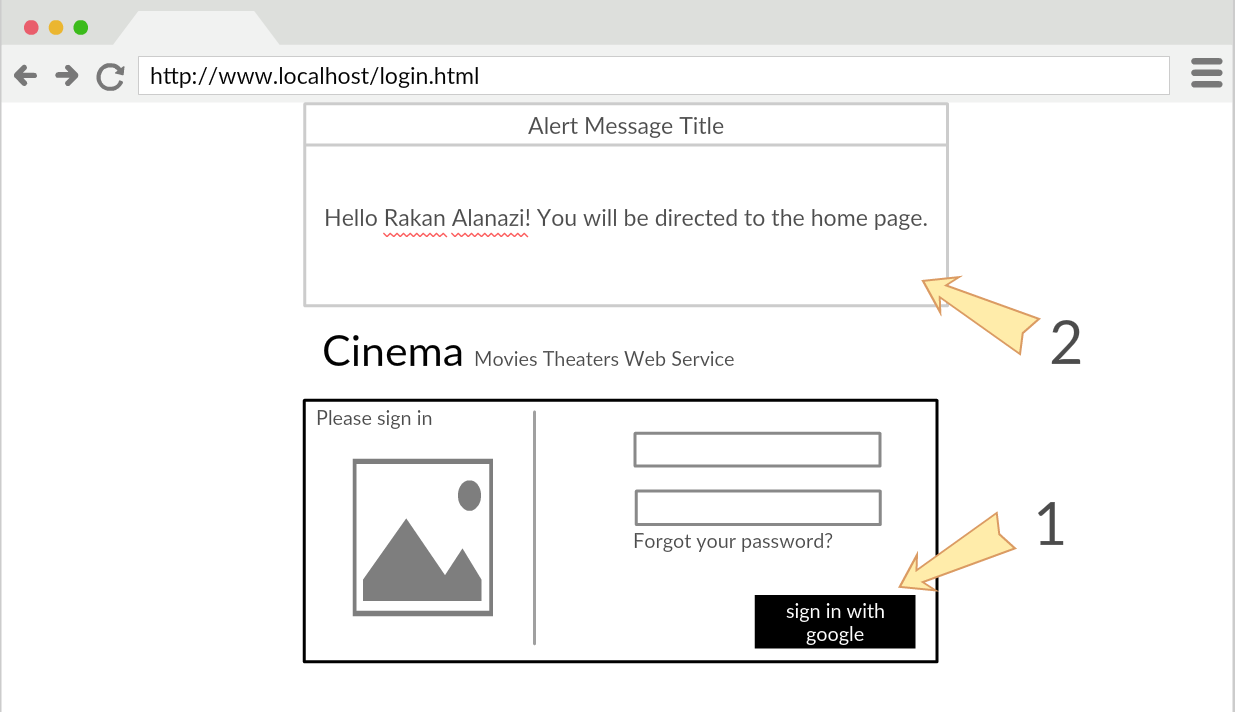 http://www.localhost/login.html
Alert Message Title
Hello Rakan Alanazi! You will be directed to the home page.
2
Cinema Movies Theaters Web Service
Please sign in
Forgot your password?
1
sign in with
google